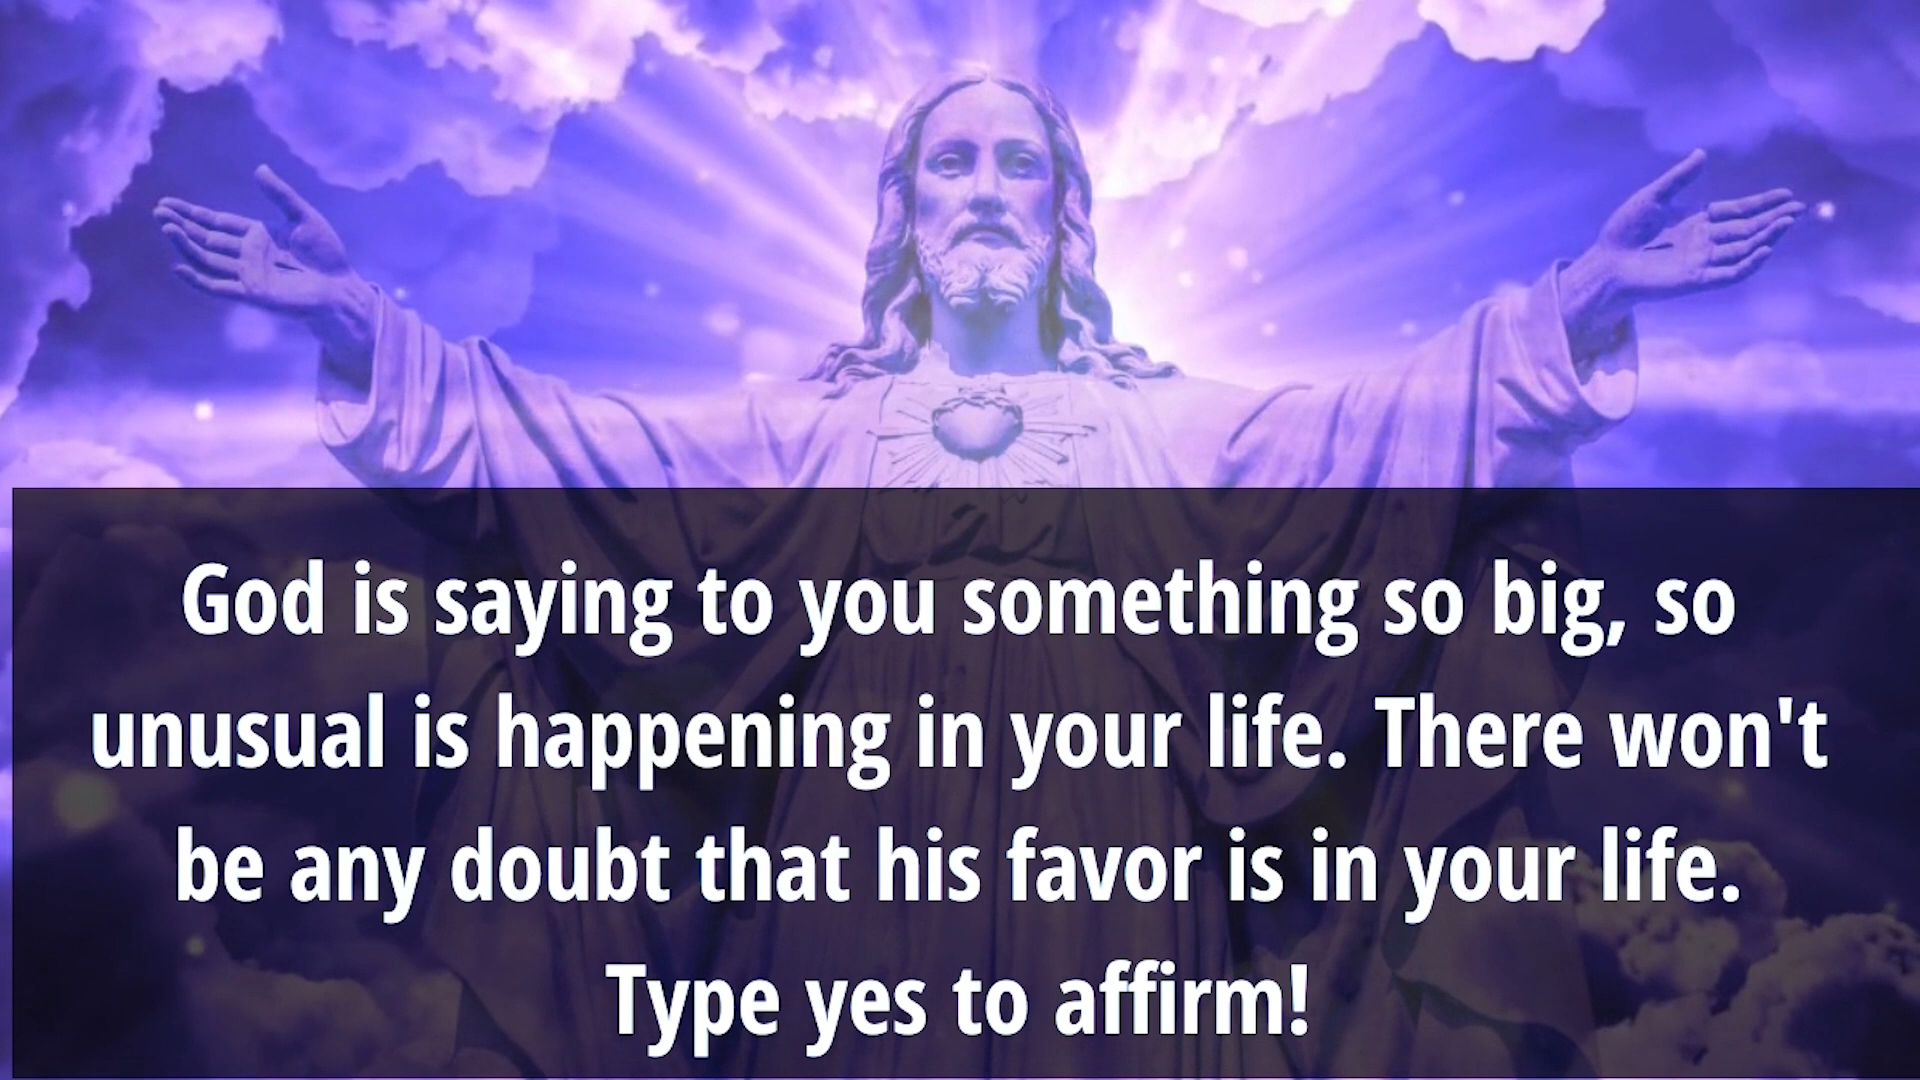 God is saying to you something so big, so
unusual is happening in your life. There won't
be any doubt that his favor is in your life.
Type yes to affirm!